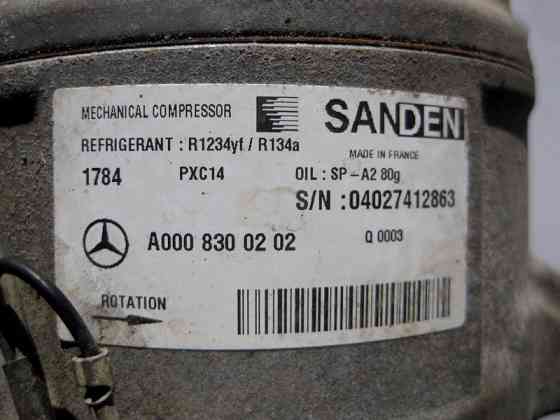 MECHANICAL COMPRESSOR
SANDEN
REFRIGERANT : R1234yf / R134a
MADE IN FRANCE
1784 PXC14 OIL : SP-A2 80g
S/N : 04027412863
A000 830 02 02 Q 0003
ROTATION